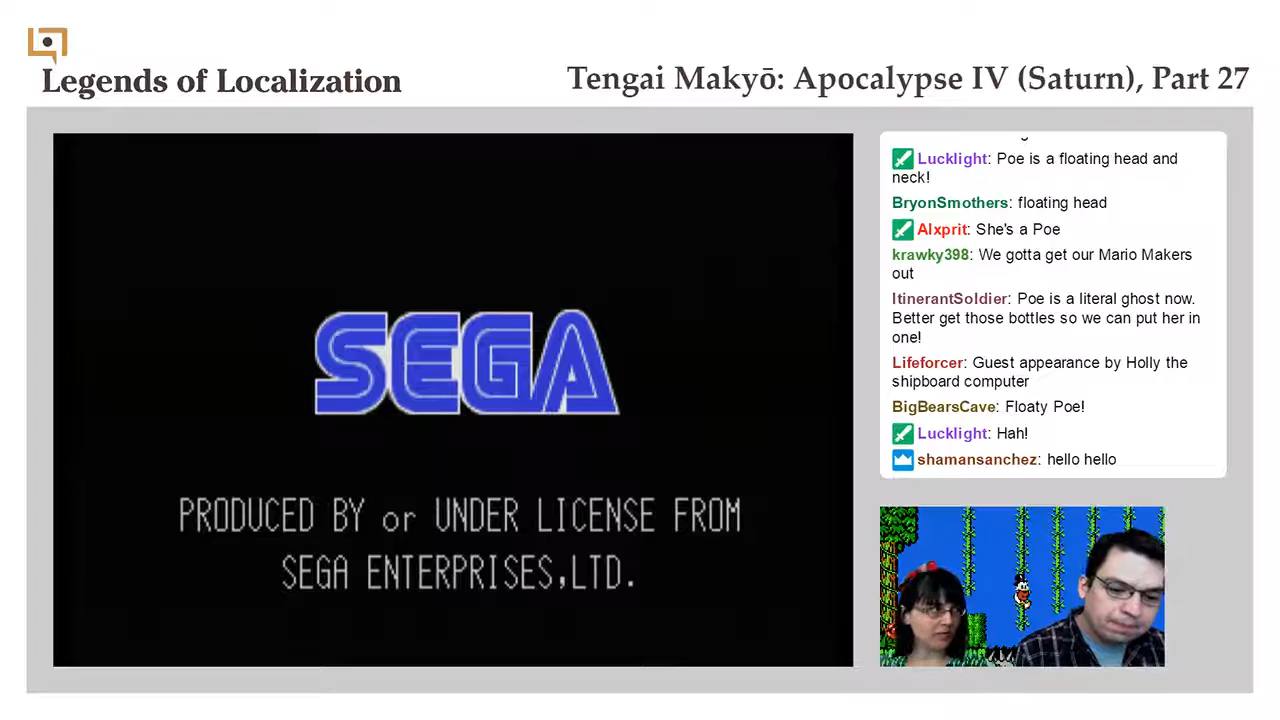 Legends of Localization
Tengai Makyō: Apocalypse IV (Saturn), Part 27
SEGA
PRODUCED BY or UNDER LICENSE FROM
SEGA ENTERPRISES,LTD.
Lucklight: Poe is a floating head and
neck!
BryonSmothers: floating head
Alxprit: She's a Poe
krawky398: We gotta get our Mario Makers
out
ItinerantSoldier: Poe is a literal ghost now.
Better get those bottles so we can put her in
one!
Lifeforcer: Guest appearance by Holly the
shipboard computer
BigBearsCave: Floaty Poe!
Lucklight: Hah!
shamansanchez: hello hello